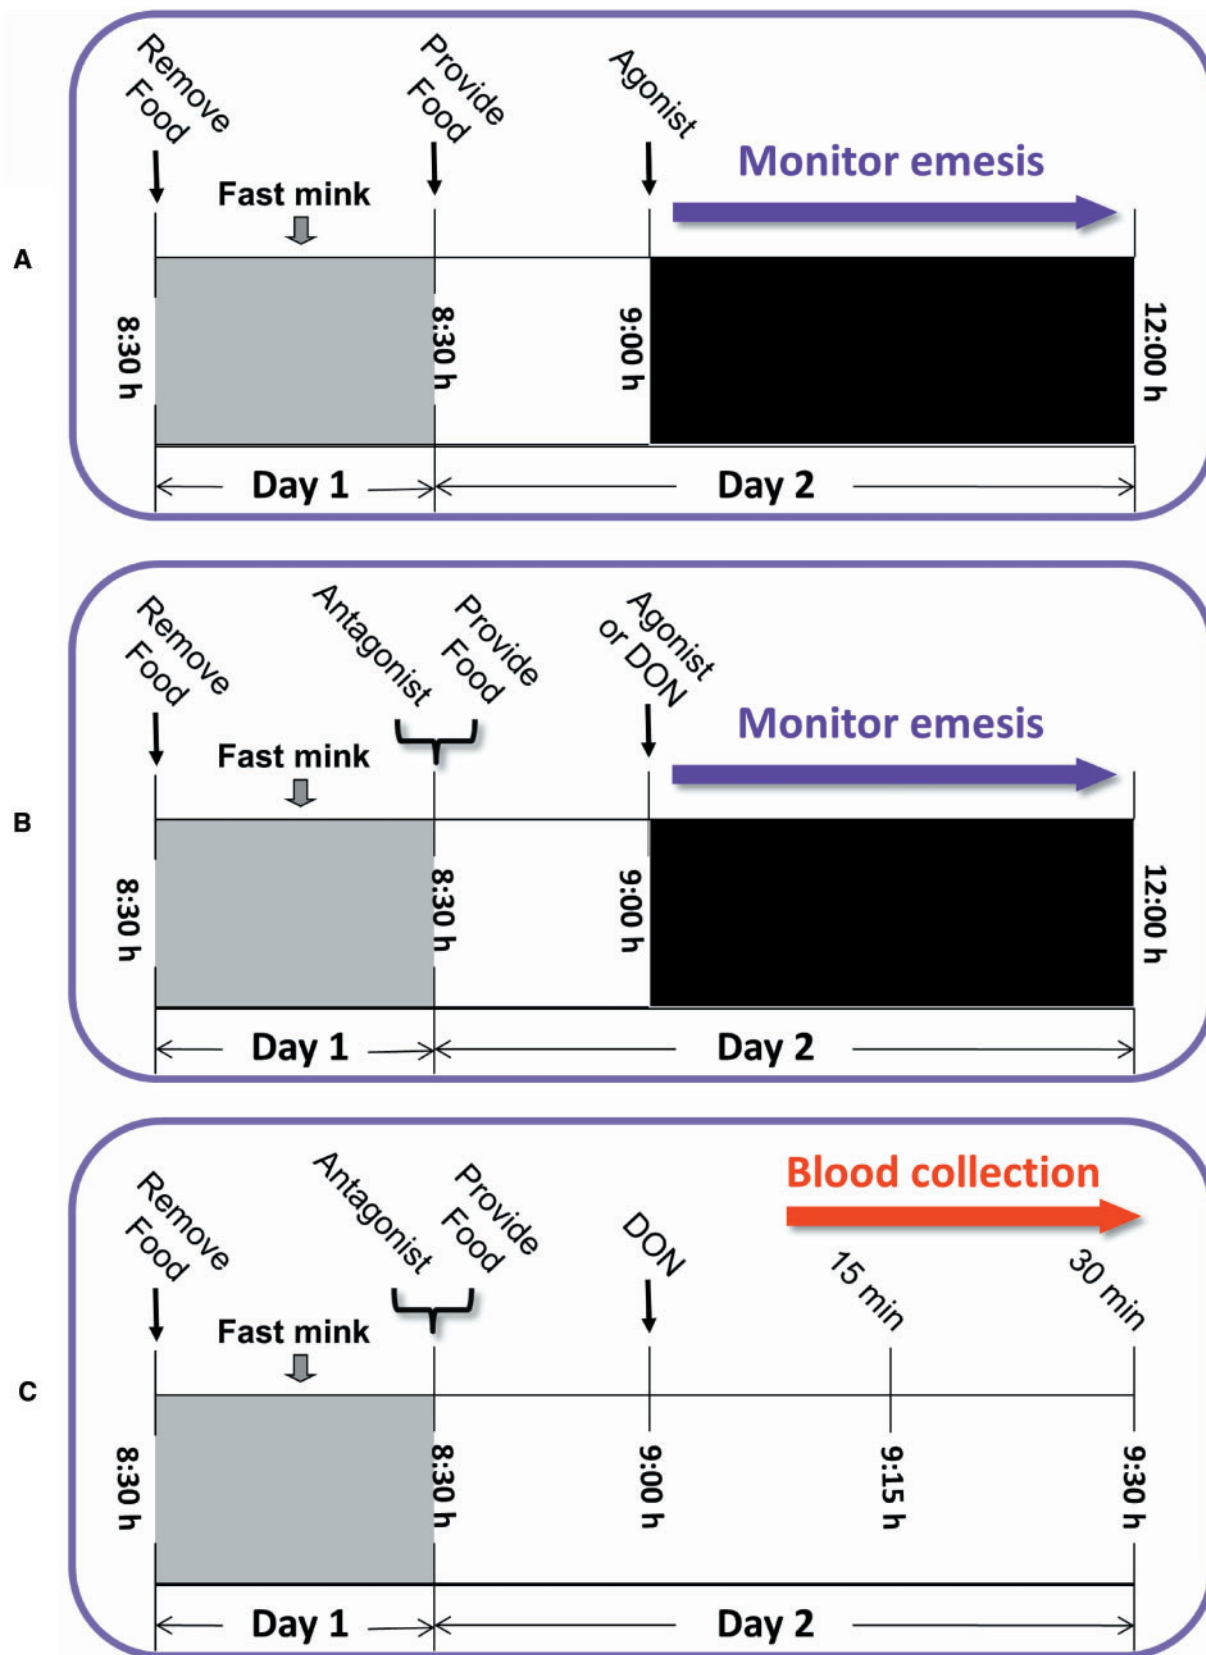 A
Remove
Food
Provide
Food
Agonist
Fast mink
Monitor emesis
8:30 h
8:30 h
9:00 h
12:00 h
Day 1
Day 2
B
Remove
Food
Antagonist
Provide
Food
Agonist
or DON
Fast mink
Monitor emesis
8:30 h
8:30 h
9:00 h
12:00 h
Day 1
Day 2
C
Remove
Food
Antagonist
Provide
Food
DON
Blood collection
15 min
30 min
Fast mink
8:30 h
8:30 h
9:00 h
9:15 h
9:30 h
Day 1
Day 2